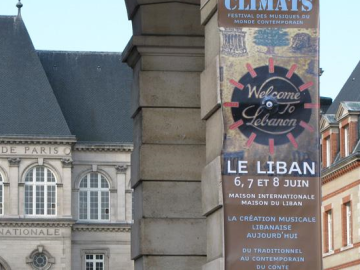 CLIMATS
FESTIVAL DES MUSIQUES DU
MONDE CONTEMPORAIN
Welcome
To
Lebanon
LE LIBAN
6, 7 ET 8 JUIN
MAISON INTERNATIONALE
MAISON DU LIBAN
LA CRÉATION MUSICALE
LIBANAISE
AUJOURD'HUI
DU TRADITIONNEL
AU CONTEMPORAIN
DU CONTE
DE PARIS
NATIONALE